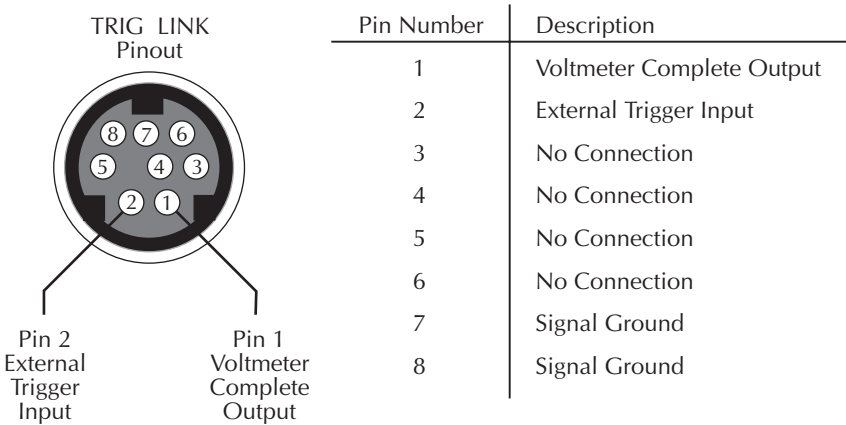 TRIG LINK
Pinout
8 7 6
5 4 3
2 1
Pin 2
External
Trigger
Input
Pin 1
Voltmeter
Complete
Output
Pin Number Description
1 Voltmeter Complete Output
2 External Trigger Input
3 No Connection
4 No Connection
5 No Connection
6 No Connection
7 Signal Ground
8 Signal Ground